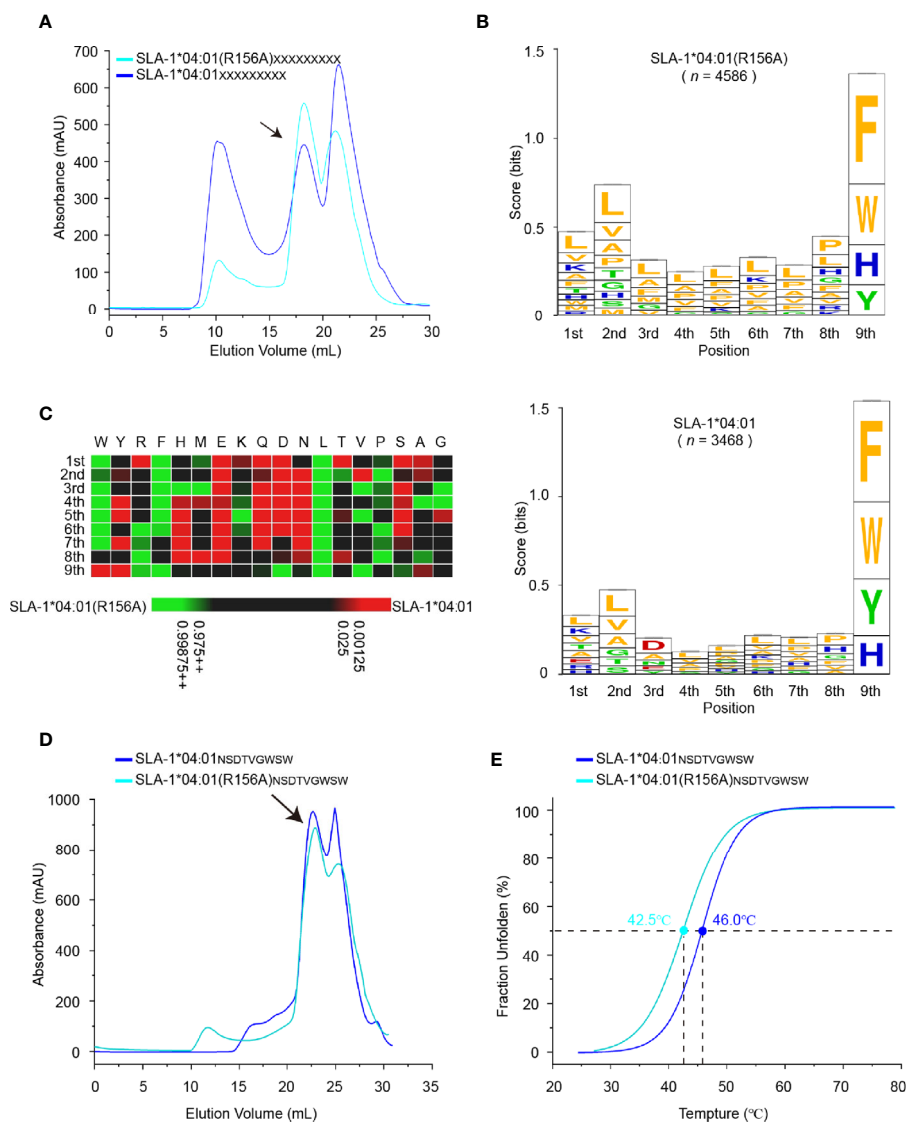 A
SLA-1*04:01(R156A)XXXXXXXXX
SLA-1*04:01XXXXXXXXX
700
600
500
400
300
200
100
0
Absorbance (mAU)
0 5 10 15 20 25 30
Elution Volume (mL)
B
SLA-1*04:01(R156A)
( n = 4586 )
1.5
1.0
0.5
0
Score (bits)
1st 2nd 3rd 4th 5th 6th 7th 8th 9th
Position
F
W
H
Y
SLA-1*04:01
( n = 3468 )
1.5
1.0
0.5
0
Score (bits)
1st 2nd 3rd 4th 5th 6th 7th 8th 9th
Position
F
W
Y
H
C
W Y R F H M E K Q D N L T V P S A G
1st
2nd
3rd
4th
5th
6th
7th
8th
9th
SLA-1*04:01(R156A)
SLA-1*04:01
0.99875+++
0.975+++
0.025
0.00125
D
SLA-1*04:01NSDTVGWSW
SLA-1*04:01(R156A)NSDTVGWSW
1000
800
600
400
200
0
Absorbance (mAU)
0 5 10 15 20 25 30 35
Elution Volume (mL)
E
SLA-1*04:01NSDTVGWSW
SLA-1*04:01(R156A)NSDTVGWSW
100
80
60
40
20
0
Fraction Unfolden (%)
42.5℃ 46.0℃
20 30 40 50 60 70 80
Tempture (℃)